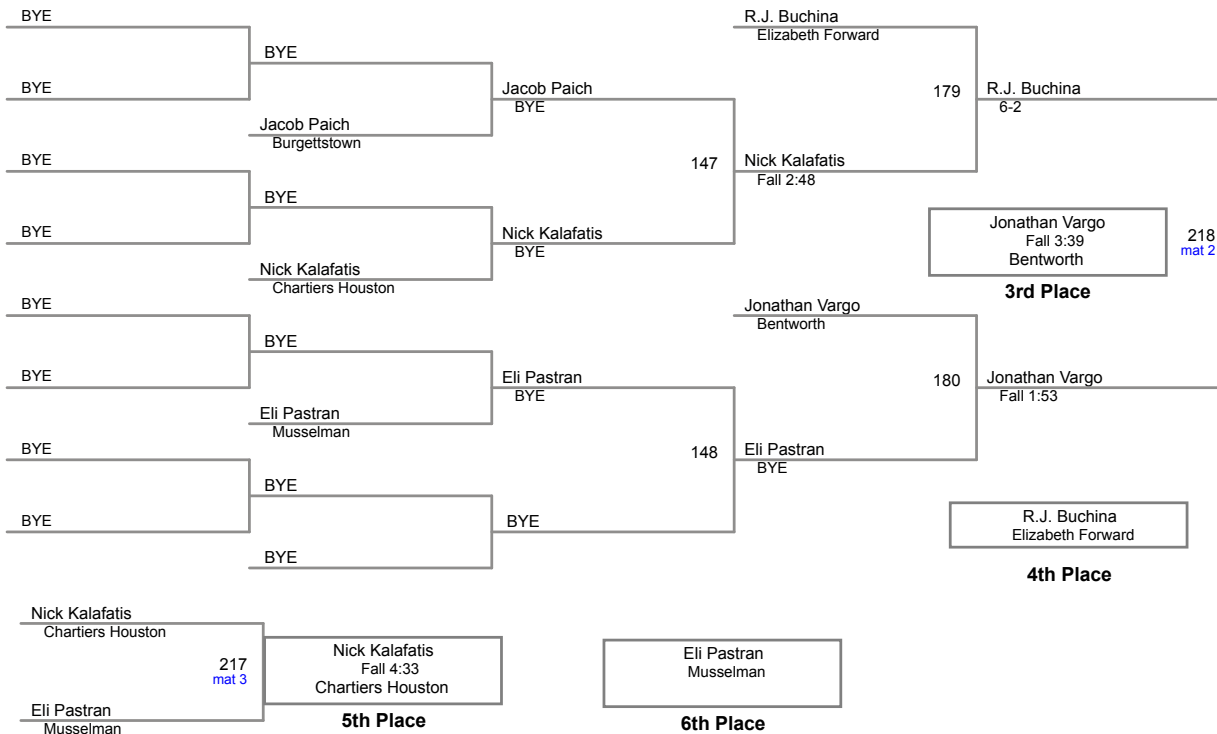 BYE
R.J. Buchina
Elizabeth Forward
BYE
BYE
Jacob Paich
BYE
179
R.J. Buchina
6-2
Jacob Paich
Burgettstown
BYE
147
Nick Kalafatis
Fall 2:48
BYE
BYE
Nick Kalafatis
BYE
Jonathan Vargo
Fall 3:39
Bentworth
218
mat 2
Nick Kalafatis
Chartiers Houston
3rd Place
BYE
Jonathan Vargo
Bentworth
BYE
BYE
Eli Pastran
BYE
180
Jonathan Vargo
Fall 1:53
Eli Pastran
Musselman
BYE
148
Eli Pastran
BYE
BYE
BYE
BYE
R.J. Buchina
Elizabeth Forward
BYE
4th Place
Nick Kalafatis
Chartiers Houston
217
mat 3
Nick Kalafatis
Fall 4:33
Chartiers Houston
Eli Pastran
Musselman
Eli Pastran
Musselman
5th Place
6th Place